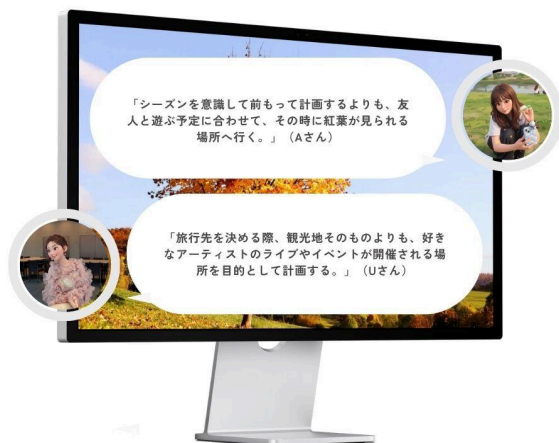 「シーズンを意識して前もって計画するよりも、友
人と遊ぶ予定に合わせて、その時に紅葉が見られる
場所へ行く。」（Aさん）
「旅行先を決める際、観光地そのものよりも、好き
なアーティストのライブやイベントが開催される場
所を目的として計画する。」（Uさん）